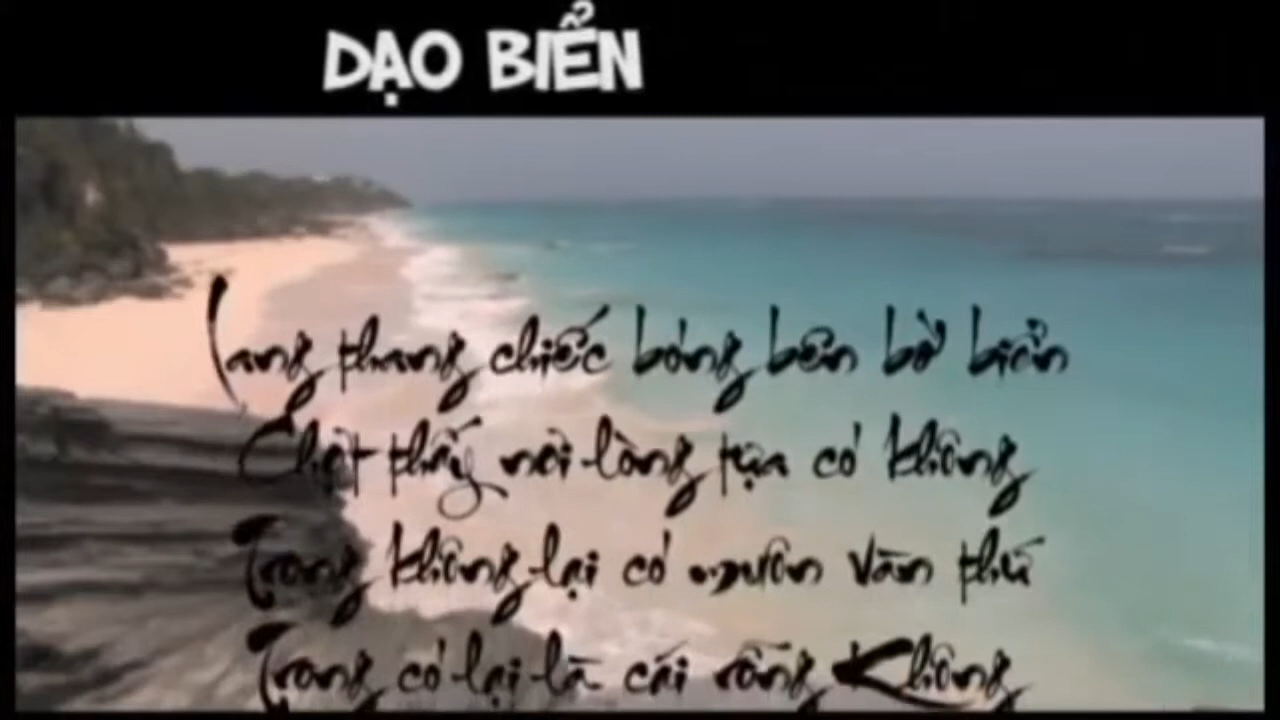 DẠO BIỂN
Lang thang chiếc bóng bên bờ biển
Chợt thấy nơi lòng tựa có không
Trong không lại có muôn vàn thứ
Trong có lại là cái rỗng Không